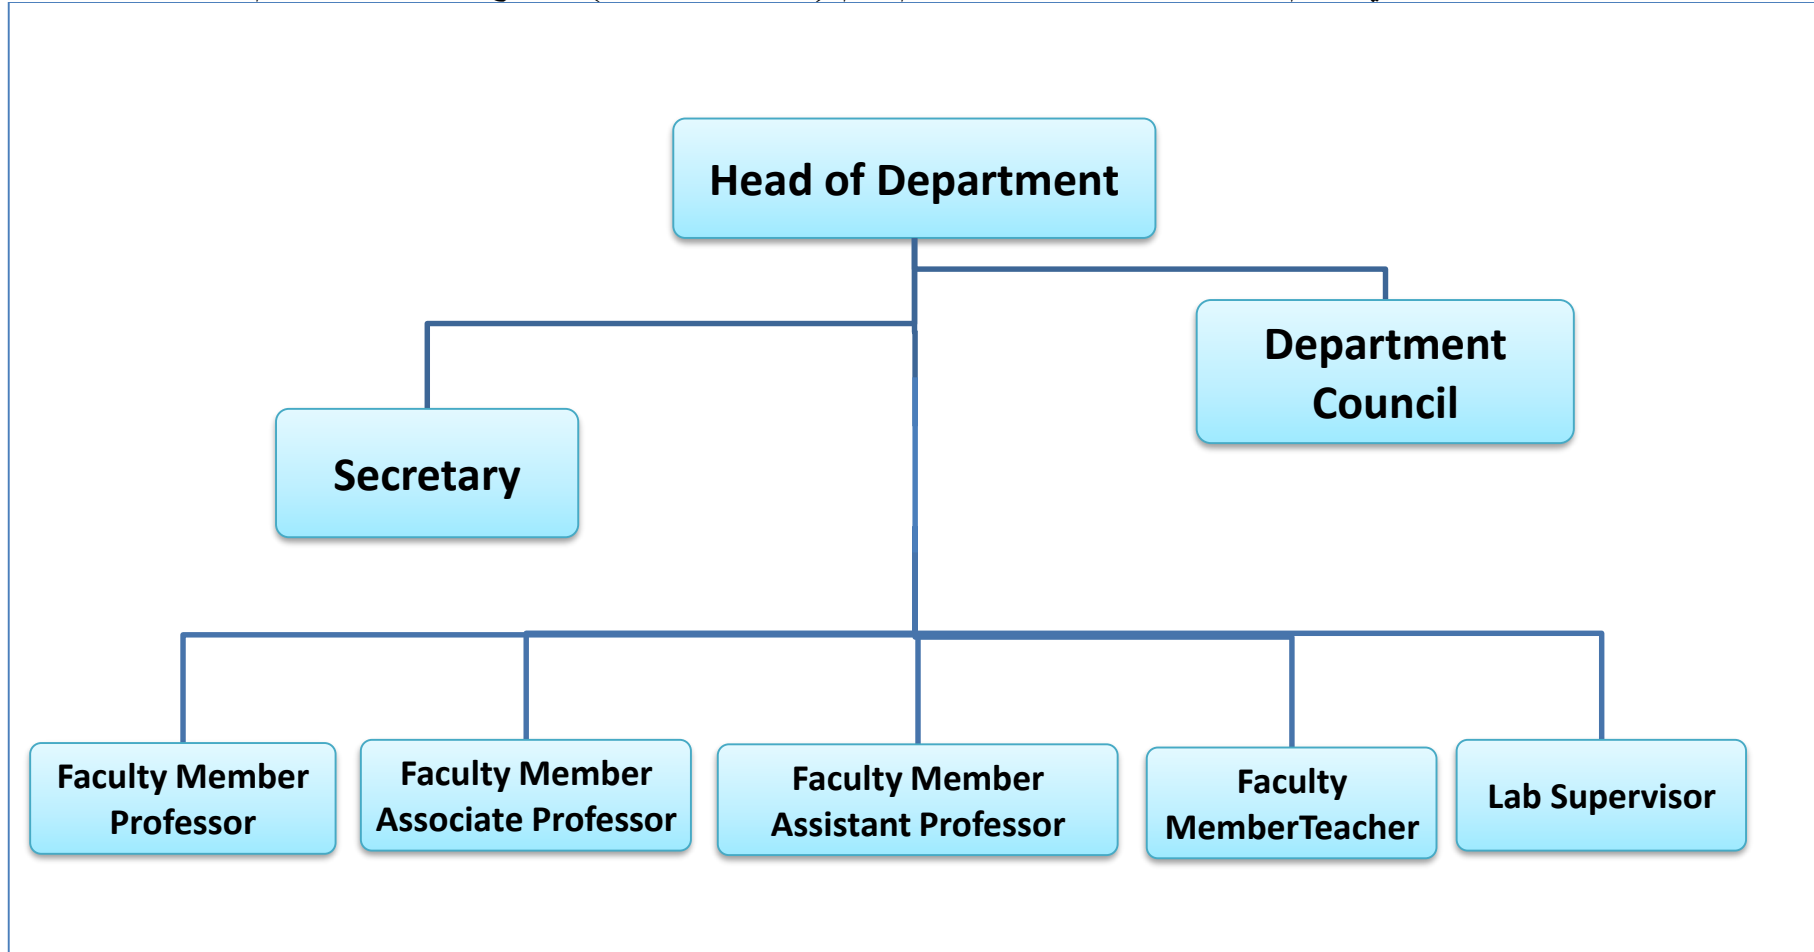 Head of Department
Department
Council
Secretary
Faculty Member
Professor
Faculty Member
Associate Professor
Faculty Member
Assistant Professor
Faculty
MemberTeacher
Lab Supervisor